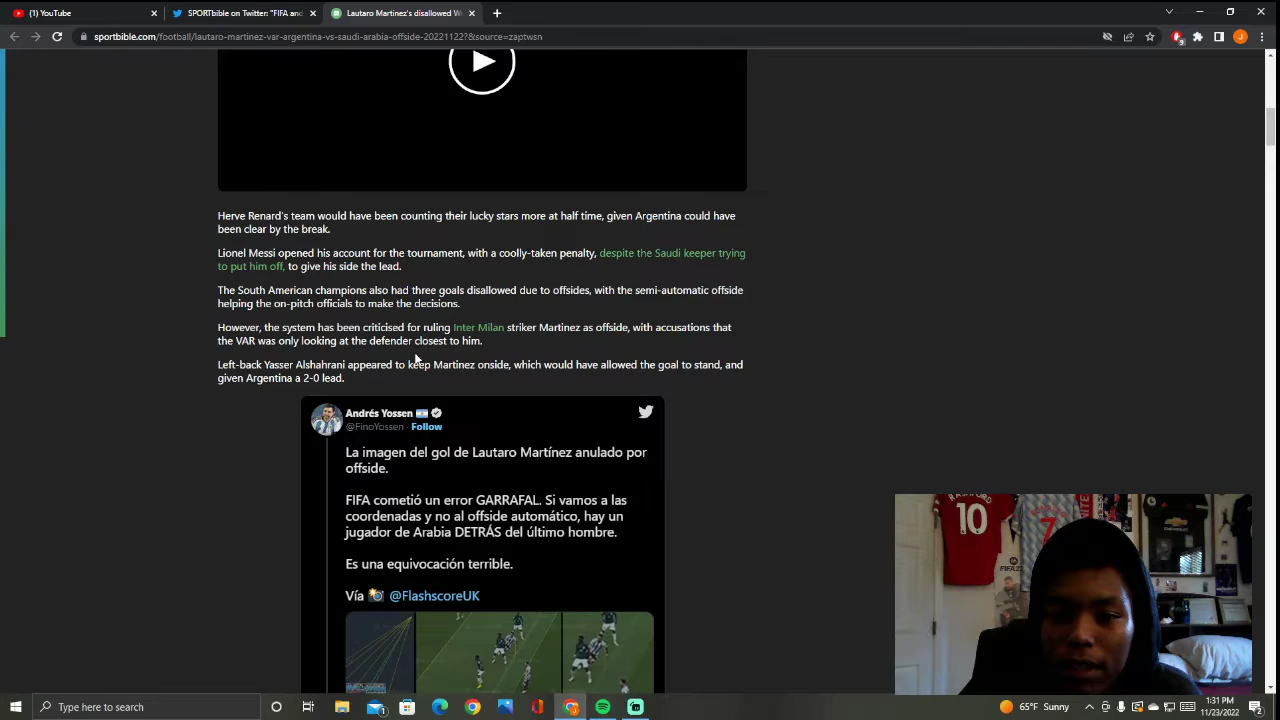 (1) YouTube
SPORTbible on Twitter: "FIFA and
Lautaro Martinez's disallowed W
sportbible.com/football/lautaro-martinez-var-argentina-vs-saudi-arabia-offside-20221122?&source=zaptwsn
Herve Renard's team would have been counting their lucky stars more at half time, given Argentina could have
been clear by the break.
Lionel Messi opened his account for the tournament, with a coolly-taken penalty, despite the Saudi keeper trying
to put him off, to give his side the lead.
The South American champions also had three goals disallowed due to offsides, with the semi-automatic offside
helping the on-pitch officials to make the decisions.
However, the system has been criticised for ruling Inter Milan striker Martinez as offside, with accusations that
the VAR was only looking at the defender closest to him.
Left-back Yasser Alshahrani appeared to keep Martinez onside, which would have allowed the goal to stand, and
given Argentina a 2-0 lead.
Andrés Yossen
@FinoYossen · Follow
La imagen del gol de Lautaro Martínez anulado por
offside.
FIFA cometió un error GARRAFAL. Si vamos a las
coordenadas y no al offside automático, hay un
jugador de Arabia DETRÁS del último hombre.
Es una equivocación terrible.
Vía @FlashscoreUK
RASHFORD
10
7
FIFA
CHEVROLET
Type here to search
65°F Sunny
1:31 PM
11/23/2022